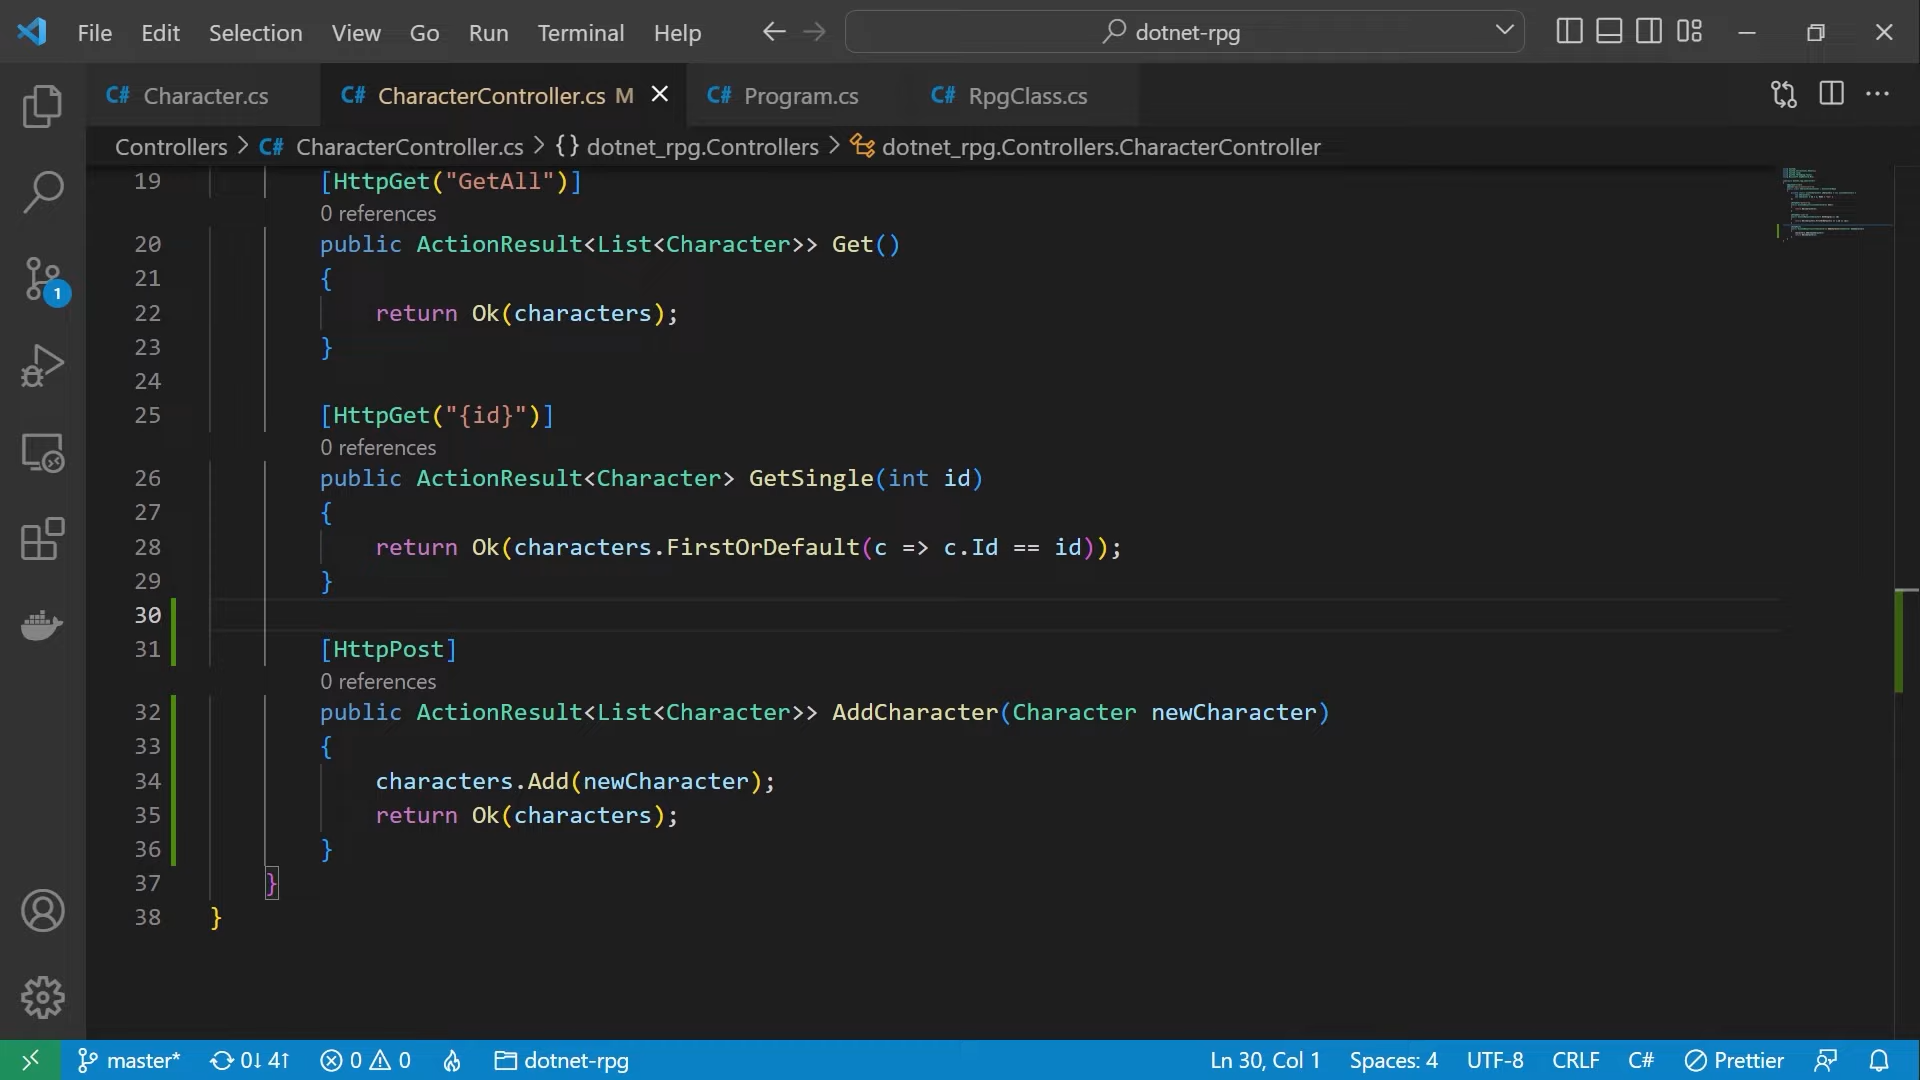 File Edit Selection View Go Run Terminal Help dotnet-rpg
C# Character.cs C# CharacterController.cs M C# Program.cs C# RpgClass.cs
Controllers > C# CharacterController.cs > {} dotnet_rpg.Controllers > dotnet_rpg.Controllers.CharacterController
19 [HttpGet("GetAll")]
0 references
20 public ActionResult<List<Character>> Get()
21 {
22 return Ok(characters);
23 }
24
25 [HttpGet("{id}")]
0 references
26 public ActionResult<Character> GetSingle(int id)
27 {
28 return Ok(characters.FirstOrDefault(c => c.Id == id));
29 }
30
31 [HttpPost]
0 references
32 public ActionResult<List<Character>> AddCharacter(Character newCharacter)
33 {
34 characters.Add(newCharacter);
35 return Ok(characters);
36 }
37 }
38 }
1
master* 0↓ 4↑ 0 0 dotnet-rpg Ln 30, Col 1 Spaces: 4 UTF-8 CRLF C# Prettier